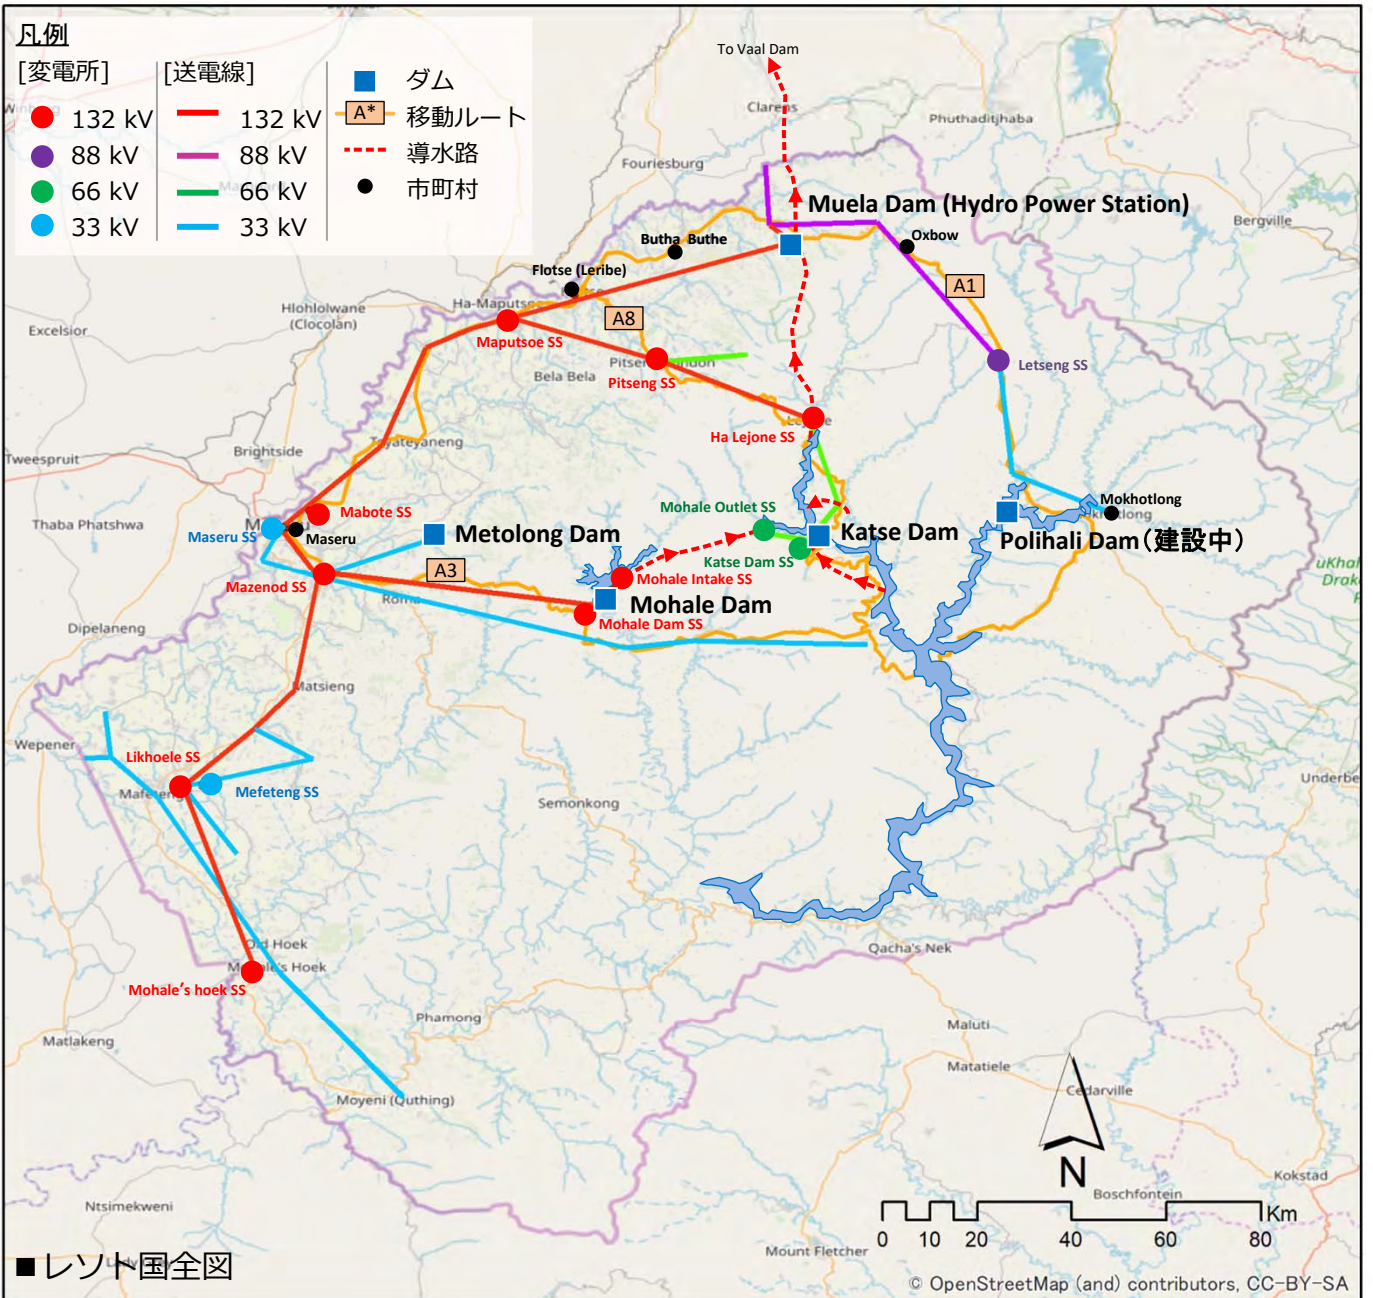 凡例
[変電所]
[送電線]
132 kV
132 kV
88 kV
88 kV
66 kV
66 kV
33 kV
33 kV
ダム
A*
移動ルート
導水路
市町村
To Vaal Dam
Clarens
Phuthaditjhaba
Fouriesburg
Bergville
Muela Dam (Hydro Power Station)
Oxbow
Butha Buthe
Flotse (Leribe)
A1
Hlohlolwane
(Clocolan)
Ha-Maputsoe
A8
Excelsior
Maputsoe SS
Bela Bela
Pitseng SS
Letseng SS
Ha Lejone SS
Teyateyaneng
Brightside
Tweespruit
Thaba Phatshwa
Mabote SS
Maseru SS
Maseru
Metolong Dam
Mohale Outlet SS
Katse Dam
Katse Dam SS
Mokhotlong
Polihali Dam(建設中)
Mazenod SS
A3
Roma
Mohale Intake SS
Mohale Dam
Mohale Dam SS
Dipelaneng
Matsieng
Wepener
Likhoele SS
Mefeteng SS
Semonkong
Underbe
Qacha's Nek
Old Hoek
Mohale's Hoek
Mohale's hoek SS
Phamong
Matlakeng
Maluti
Matatiele
Cedarville
Moyeni (Quthing)
N
Kokstad
Boschfontein
Ntsimekweni
Km
0 10 20 40 60 80
Mount Fletcher
■レソト国全図
© OpenStreetMap (and) contributors, CC-BY-SA